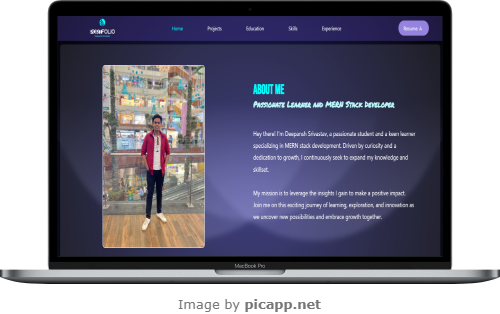 FOLIO
Home Projects Education Skills Experience Resume
ABOUT ME
Passionate Learner and MERN Stack Developer
Hey there! I'm Deepansh Srivastav, a passionate student and a keen learner
specializing in MERN stack development. Driven by curiosity and a
dedication to growth, I continuously seek to expand my knowledge and
skillset.
My mission is to leverage the insights I gain to make a positive impact.
Join me on this exciting journey of learning, exploration, and innovation as
we uncover new possibilities and embrace growth together.
MacBook Pro
Image by picapp.net